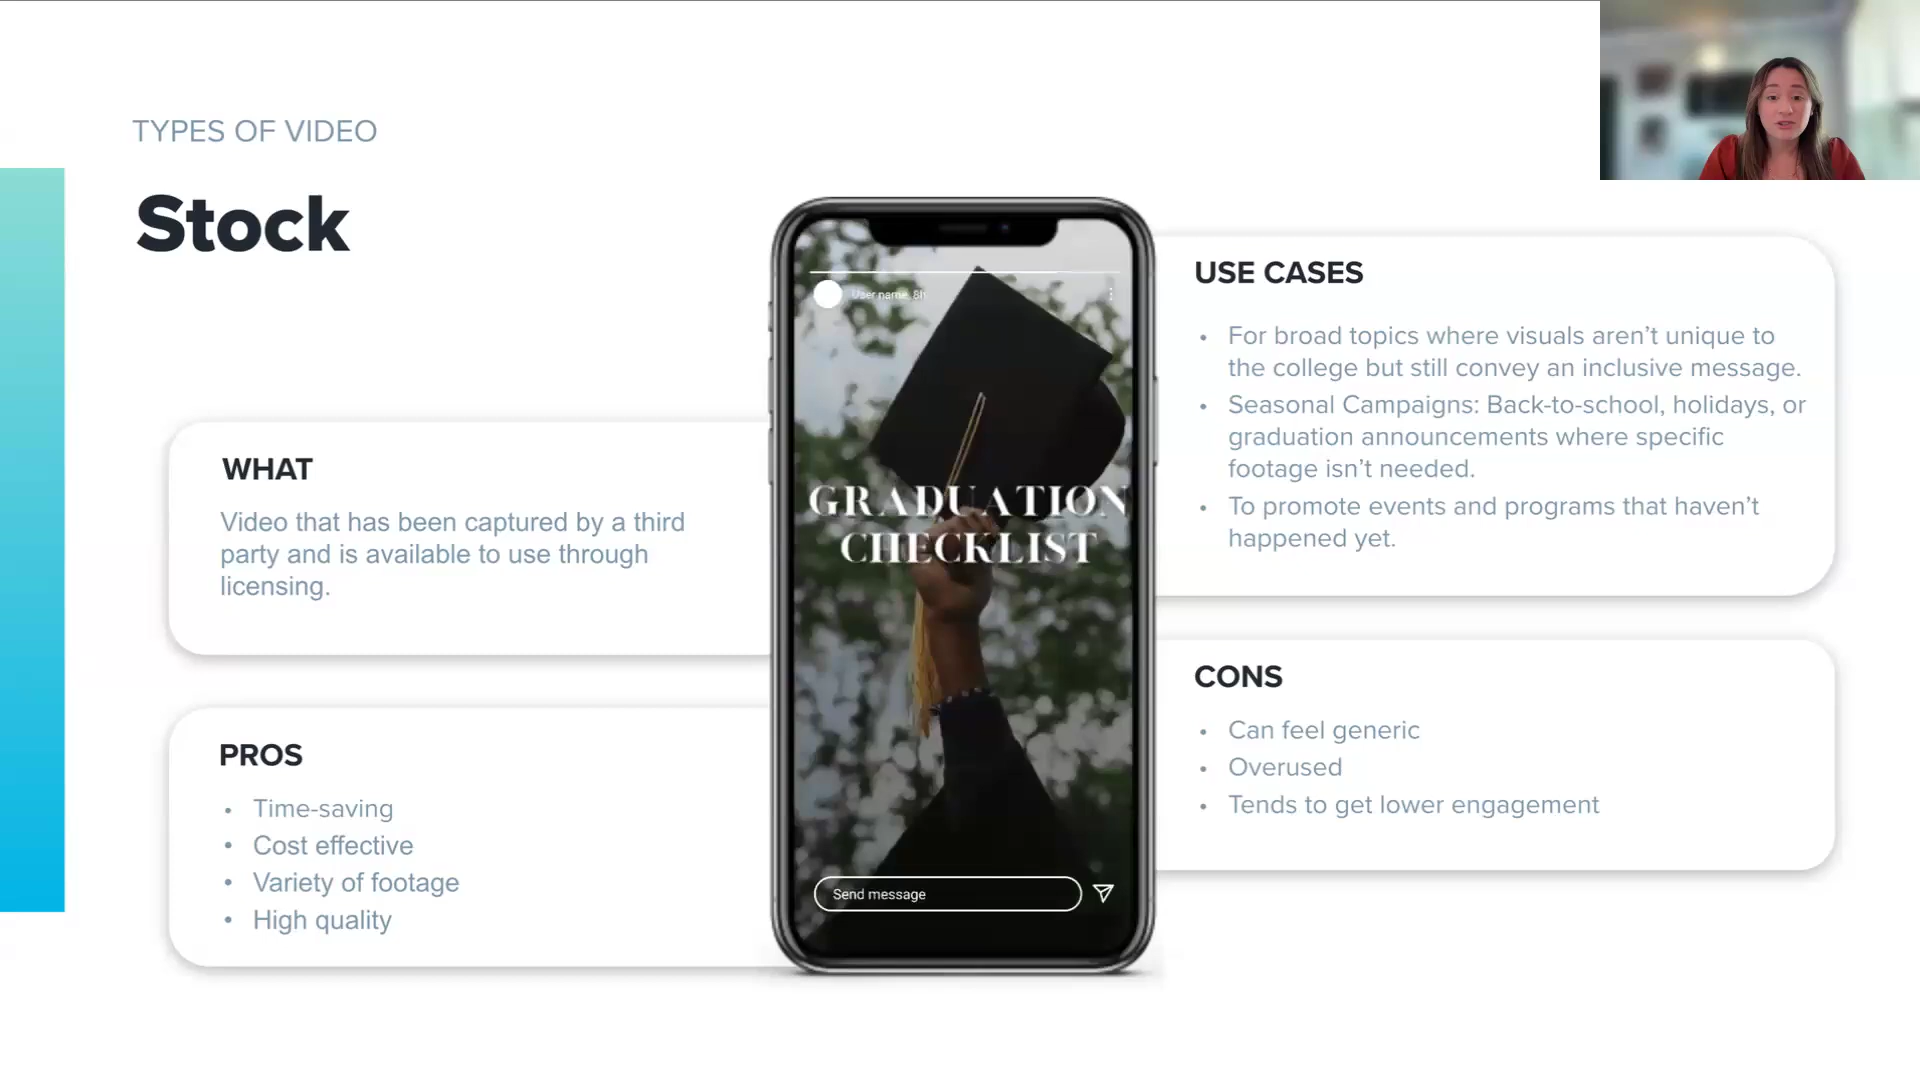 TYPES OF VIDEO
Stock
WHAT
Video that has been captured by a third
party and is available to use through
licensing.
PROS
• Time-saving
• Cost effective
• Variety of footage
• High quality
User name, 8h
GRADUATION
CHECKLIST
Send message
USE CASES
• For broad topics where visuals aren’t unique to
the college but still convey an inclusive message.
• Seasonal Campaigns: Back-to-school, holidays, or
graduation announcements where specific
footage isn’t needed.
• To promote events and programs that haven’t
happened yet.
CONS
• Can feel generic
• Overused
• Tends to get lower engagement